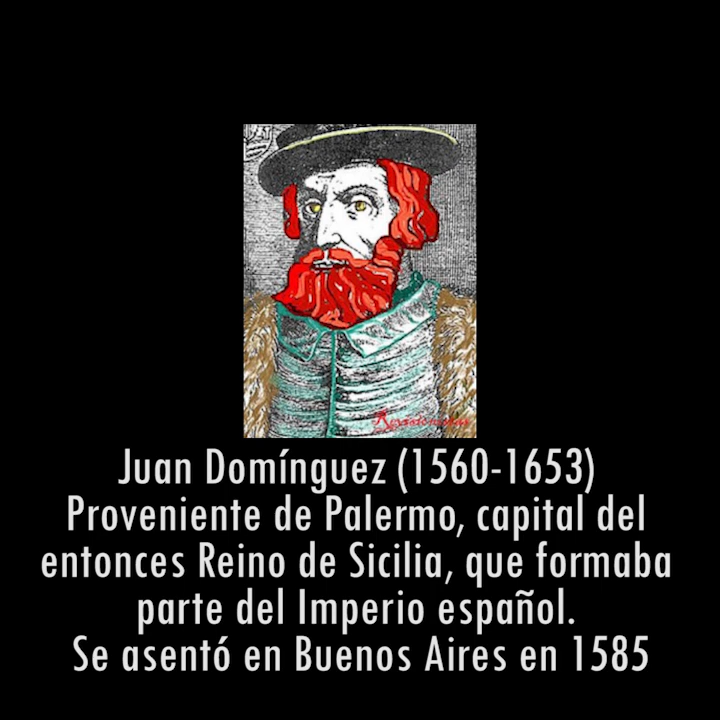 Juan Domínguez (1560-1653)
Proveniente de Palermo, capital del
entonces Reino de Sicilia, que formaba
parte del Imperio español.
Se asentó en Buenos Aires en 1585